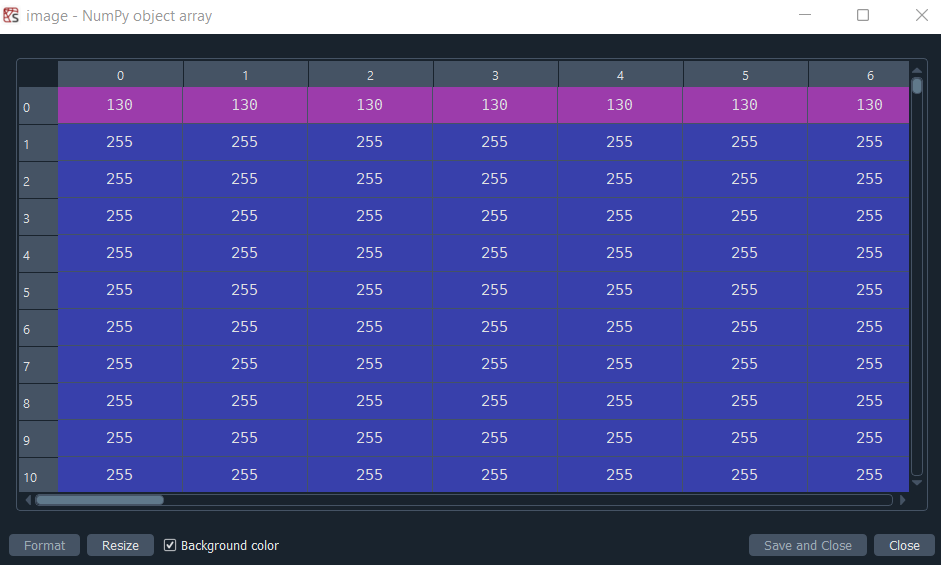 image - NumPy object array
0 1 2 3 4 5 6
0 130 130 130 130 130 130 130
1 255 255 255 255 255 255 255
2 255 255 255 255 255 255 255
3 255 255 255 255 255 255 255
4 255 255 255 255 255 255 255
5 255 255 255 255 255 255 255
6 255 255 255 255 255 255 255
7 255 255 255 255 255 255 255
8 255 255 255 255 255 255 255
9 255 255 255 255 255 255 255
10 255 255 255 255 255 255 255
Format Resize Background color Save and Close Close